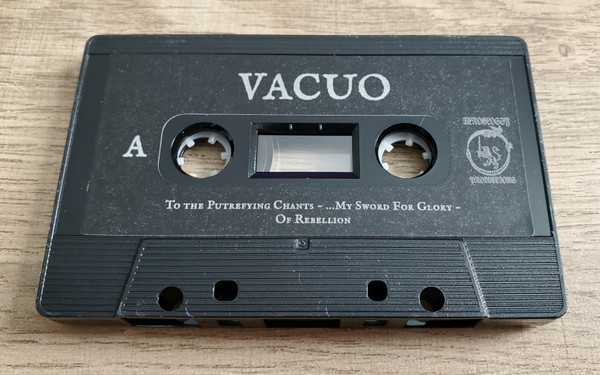 VACUO
A
To the Putrefying Chants - ...My Sword For Glory -
Of Rebellion